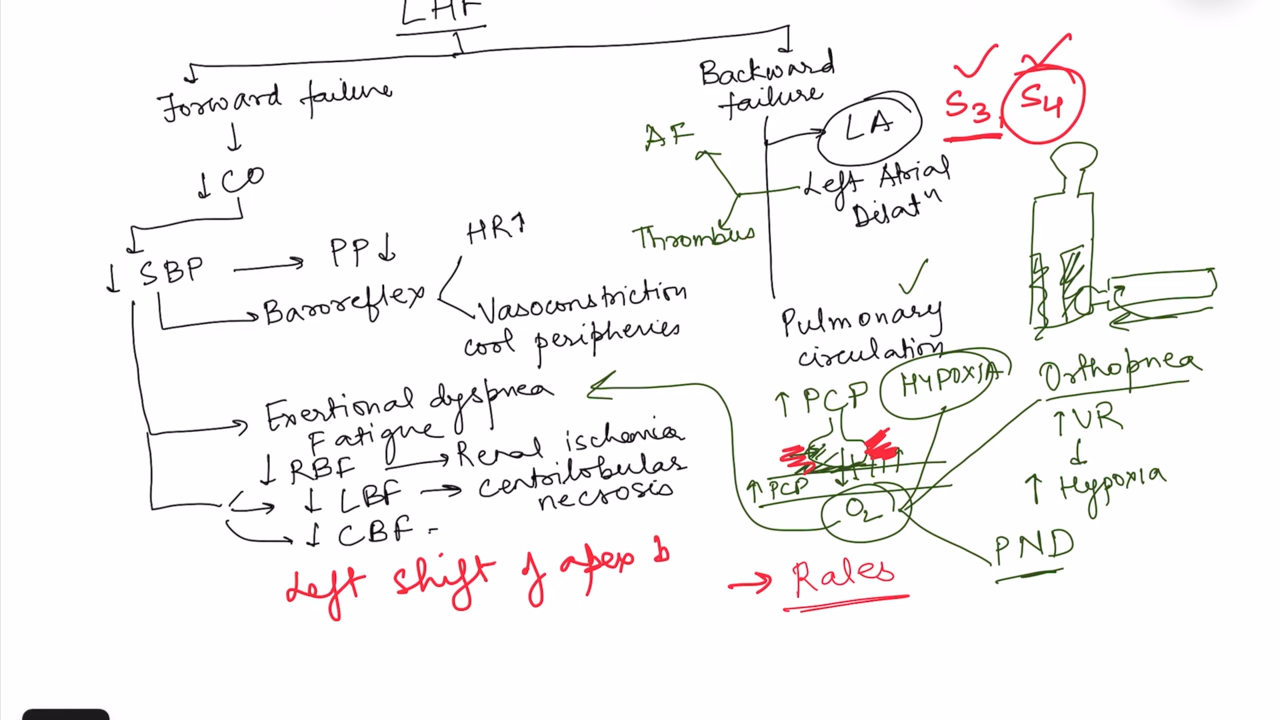 LHF
Forward failure
↓ CO
↓ SBP → PP↓
Baroreflex
HR↑
Vasoconstriction
cool peripheries
Exertional dyspnea
Fatigue
↓ RBF → Renal ischemia
↓ LBF → centrilobular
necrosis
↓ CBF -
Left shift of apex b
Backward
failure
LA
S3 S4
AF
Left Atrial
Dilatⁿ
Thrombus
Pulmonary
circulation
HYPOXIA
↑ PCP
↑ PCP
O2
→ Rales
Orthopnea
↑ VR
↓
↑ Hypoxia
PND